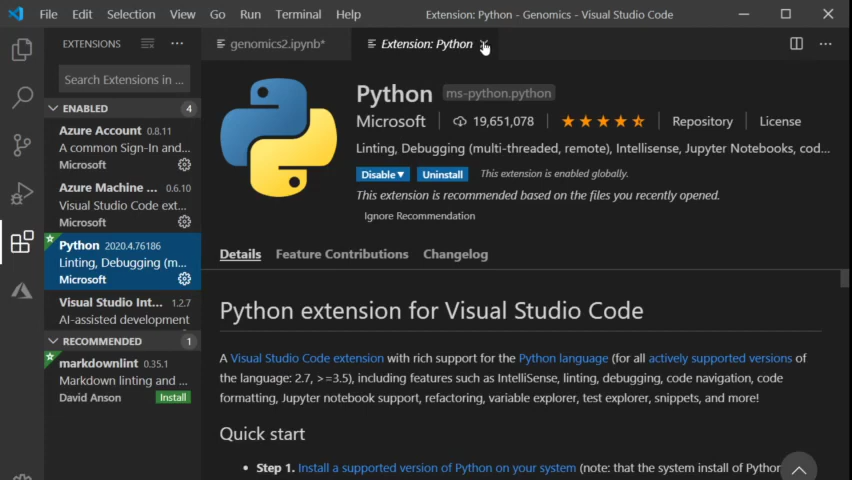 File Edit Selection View Go Run Terminal Help Extension: Python - Genomics - Visual Studio Code
EXTENSIONS
genomics2.ipynb*
Extension: Python
Search Extensions in ...
ENABLED 4
Azure Account 0.8.11
A common Sign-In and...
Microsoft
Azure Machine ... 0.6.10
Visual Studio Code ext...
Microsoft
Python 2020.4.76186
Linting, Debugging (m...
Microsoft
Visual Studio Int... 1.2.7
AI-assisted development
RECOMMENDED 1
markdownlint 0.35.1
Markdown linting and ...
David Anson Install
Python ms-python.python
Microsoft 19,651,078 Repository License
Linting, Debugging (multi-threaded, remote), Intellisense, Jupyter Notebooks, cod...
Disable Uninstall This extension is enabled globally.
This extension is recommended based on the files you recently opened.
Ignore Recommendation
Details Feature Contributions Changelog
Python extension for Visual Studio Code
A Visual Studio Code extension with rich support for the Python language (for all actively supported versions of
the language: 2.7, >=3.5), including features such as IntelliSense, linting, debugging, code navigation, code
formatting, Jupyter notebook support, refactoring, variable explorer, test explorer, snippets, and more!
Quick start
• Step 1. Install a supported version of Python on your system (note: that the system install of Python